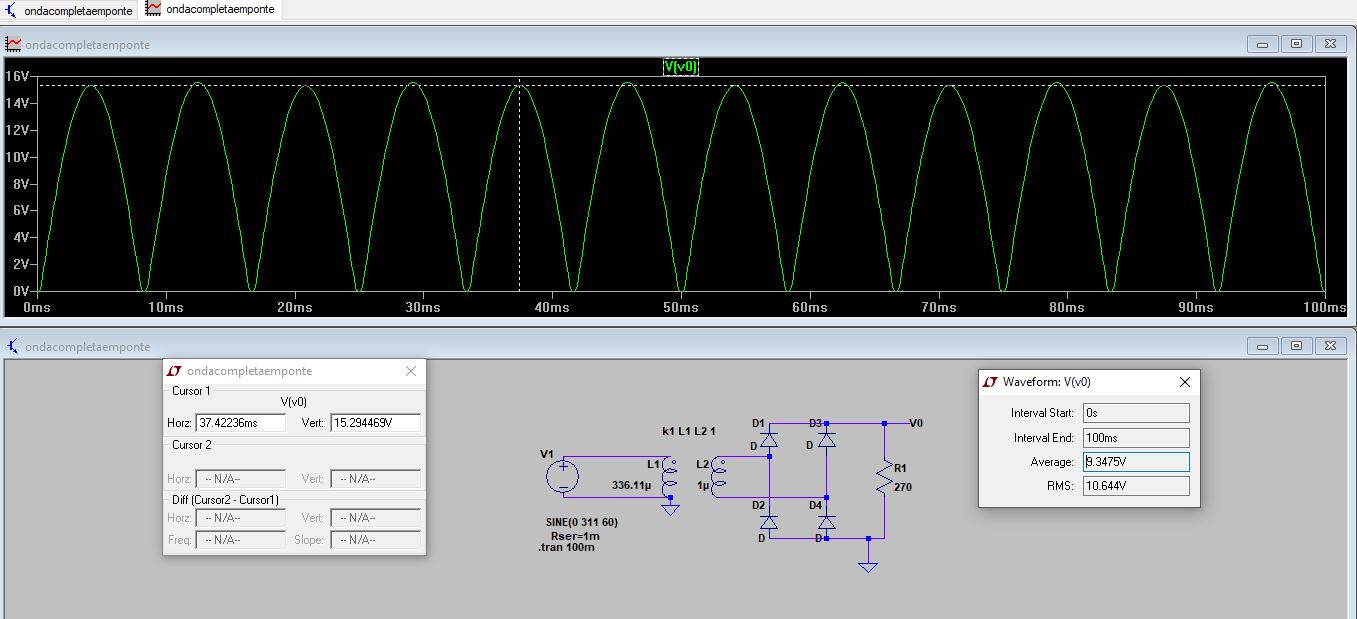 ondacompletaemponte ondacompletaemponte
ondacompletaemponte
V(v0)
16V
14V
12V
10V
8V
6V
4V
2V
0V
0ms 10ms 20ms 30ms 40ms 50ms 60ms 70ms 80ms 90ms 100ms
ondacompletaemponte
ondacompletaemponte
Cursor 1
V(v0)
Horz: 37.42236ms Vert: 15.294469V
Cursor 2
Horz: -- N/A-- Vert: -- N/A--
Diff (Cursor2 - Cursor1)
Horz: -- N/A-- Vert: -- N/A--
Freq: -- N/A-- Slope: -- N/A--
k1 L1 L2 1
V1
SINE(0 311 60)
Rser=1m
.tran 100m
L1
336.11µ
L2
1µ
D1
D
D3
D
D2
D
D4
D
V0
R1
270
Waveform: V(v0)
Interval Start: 0s
Interval End: 100ms
Average: 9.3475V
RMS: 10.644V